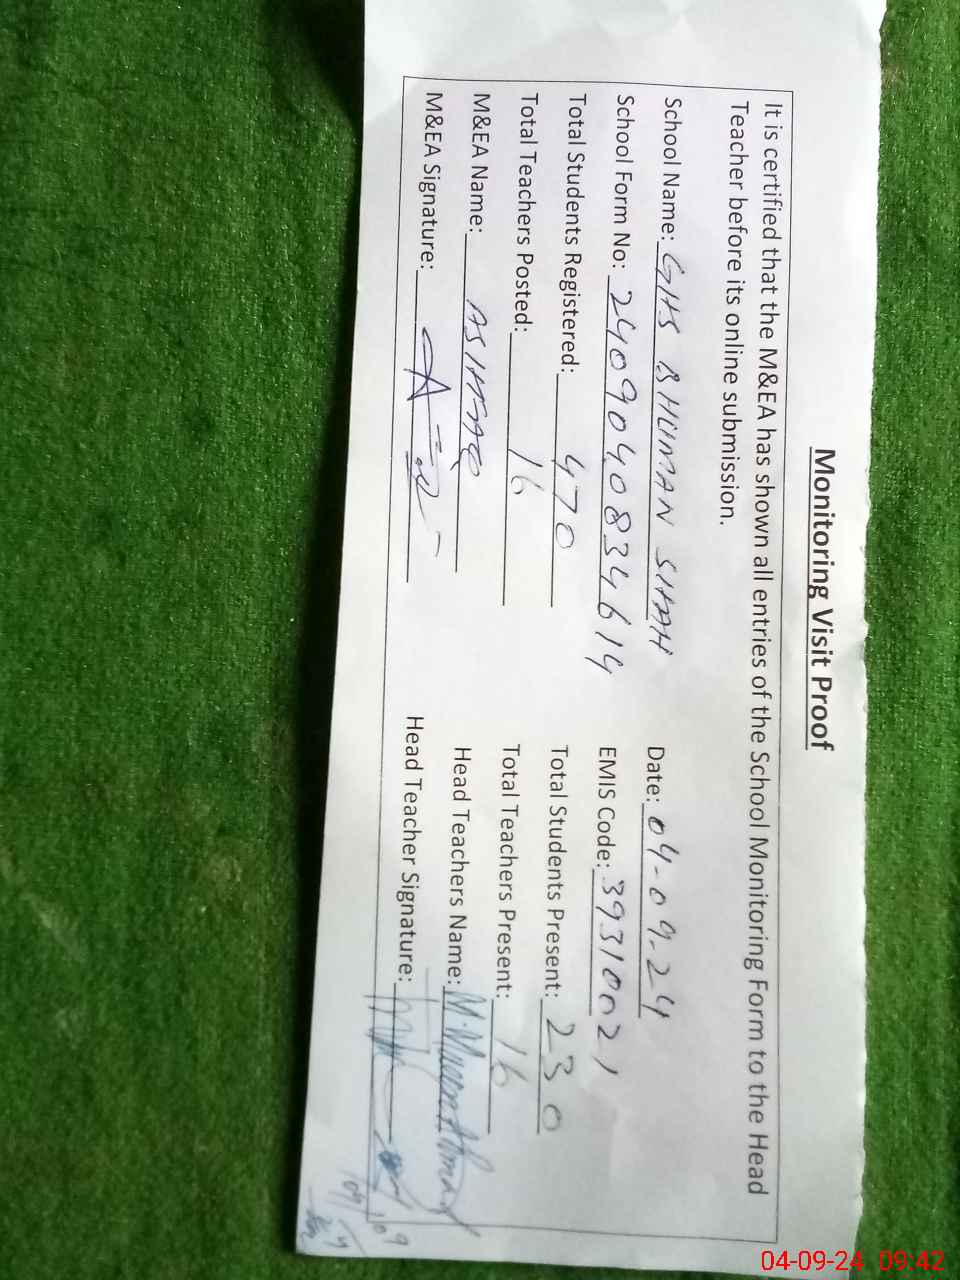 Monitoring Visit Proof
It is certified that the M&EA has shown all entries of the School Monitoring Form to the Head
Teacher before its online submission.
School Name: GHS BHUMAN SHAH Date: 04-09-24
School Form No: 2409040834614 EMIS Code: 39310021
Total Students Registered: 470 Total Students Present: 230
Total Teachers Posted: 16 Total Teachers Present: 16
M&EA Name: ASHFAQ Head Teachers Name: M.
M&EA Signature: Head Teacher Signature:
04-09-24 09:42